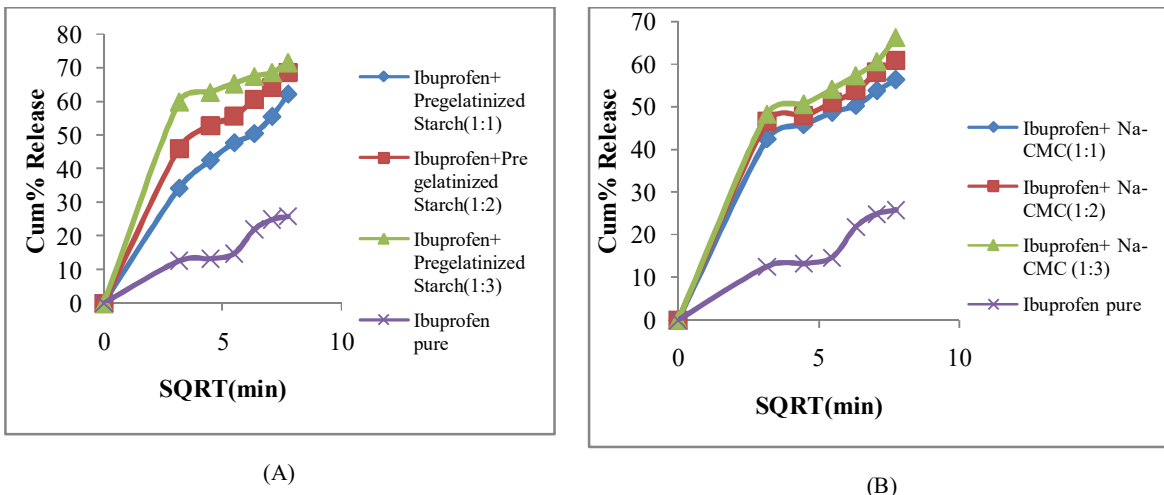 80
70
60
50
40
30
20
10
0
Cum% Release
0
5
10
SQRT(min)
Ibuprofen+
Pregelatinized
Starch(1:1)
Ibuprofen+Pre
gelatinized
Starch(1:2)
Ibuprofen+
Pregelatinized
Starch(1:3)
Ibuprofen
pure
(A)
70
60
50
40
30
20
10
0
Cum% Release
0
5
10
SQRT(min)
Ibuprofen+ Na-
CMC(1:1)
Ibuprofen+ Na-
CMC(1:2)
Ibuprofen+ Na-
CMC (1:3)
Ibuprofen pure
(B)